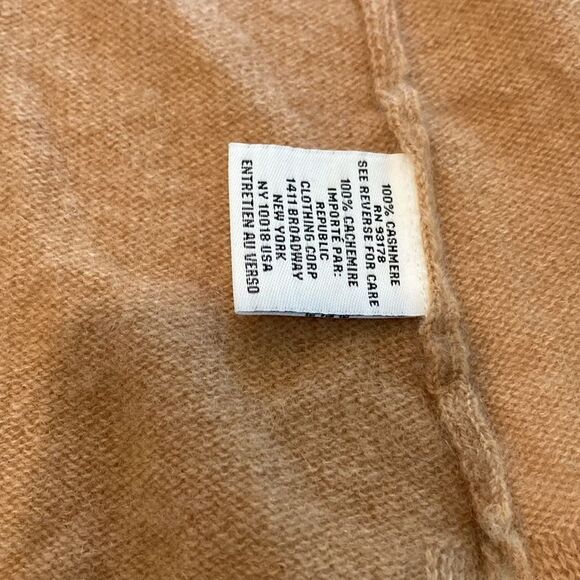 100% CASHMERE
RN 93178
SEE REVERSE FOR CARE
100% CACHEMIRE
IMPORTÉ PAR:
REPUBLIC
CLOTHING CORP
1411 BROADWAY
NEW YORK
NY 10018 USA
ENTRETIEN AU VERSO